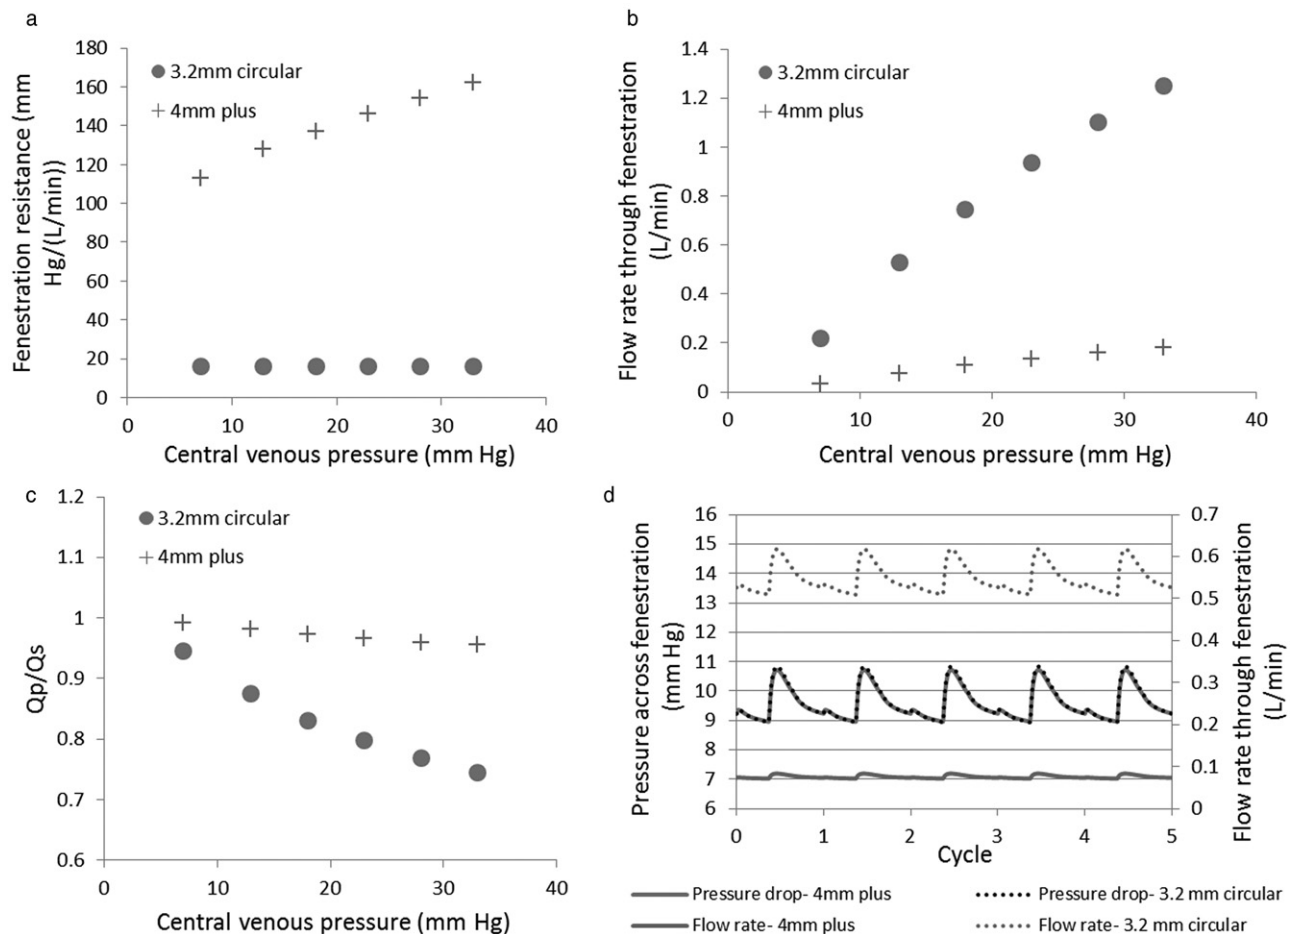 a
Fenestration resistance (mm
Hg/(L/min))
180
160
140
120
100
80
60
40
20
0
3.2mm circular
4mm plus
0 10 20 30 40
Central venous pressure (mm Hg)
b
Flow rate through fenestration
(L/min)
1.4
1.2
1
0.8
0.6
0.4
0.2
0
3.2mm circular
4mm plus
0 10 20 30 40
Central venous pressure (mm Hg)
c
Qp/Qs
1.2
1.1
1
0.9
0.8
0.7
0.6
3.2mm circular
4mm plus
0 10 20 30 40
Central venous pressure (mm Hg)
d
Pressure across fenestration
(mm Hg)
16
15
14
13
12
11
10
9
8
7
6
0.7
0.6
0.5
0.4
0.3
0.2
0.1
0
Flow rate through fenestration
(L/min)
0 1 2 3 4 5
Cycle
Pressure drop- 4mm plus
Pressure drop- 3.2 mm circular
Flow rate- 4mm plus
Flow rate- 3.2 mm circular